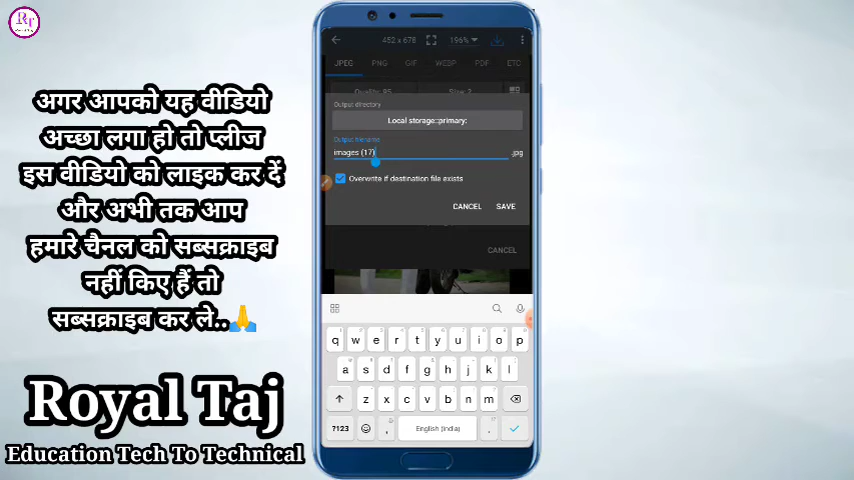 RT
अगर आपको यह वीडियो
अच्छा लगा हो तो प्लीज
इस वीडियो को लाइक कर दें
और अभी तक आप
हमारे चैनल को सब्सक्राइब
नहीं किए हैं तो
सब्सक्राइब कर ले..🙏
Royal Taj
Education Tech To Technical
452 x 678 196%
JPEG PNG GIF WEBP PDF ETC
Quality: 95
Output directory
Local storage::primary:
Output filename
images (17) .jpg
Overwrite if destination file exists
CANCEL SAVE
CANCEL
q w e r t y u i o p
a s d f g h j k l
z x c v b n m
?123 , English (India) .